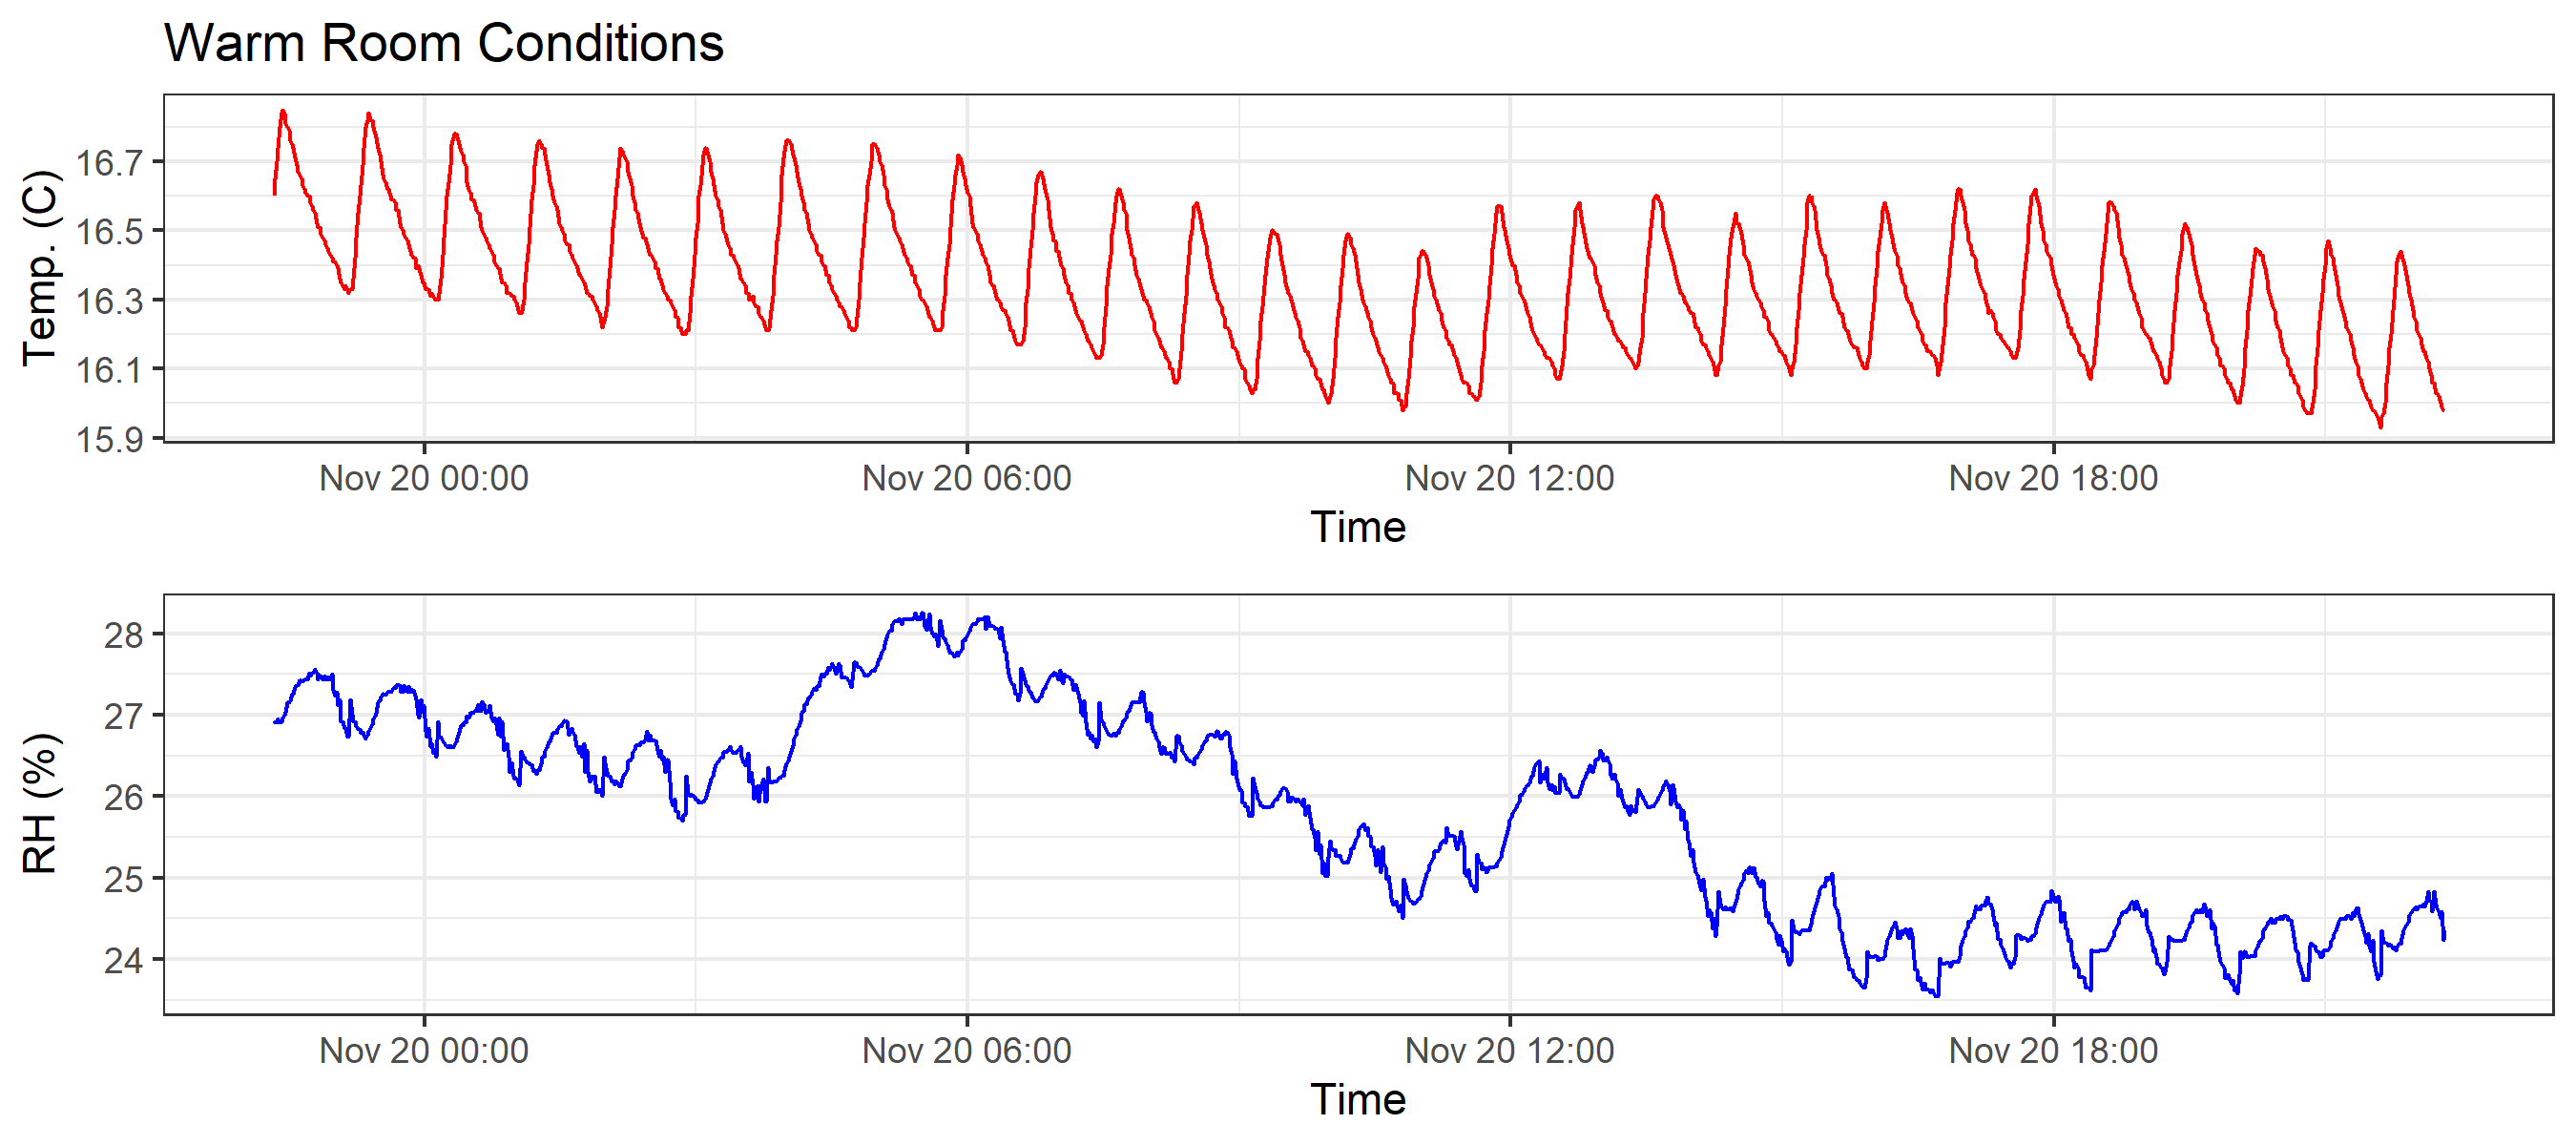 Warm Room Conditions
Temp. (C)
16.7
16.5
16.3
16.1
15.9
Nov 20 00:00 Nov 20 06:00 Nov 20 12:00 Nov 20 18:00
Time
RH (%)
28
27
26
25
24
Nov 20 00:00 Nov 20 06:00 Nov 20 12:00 Nov 20 18:00
Time